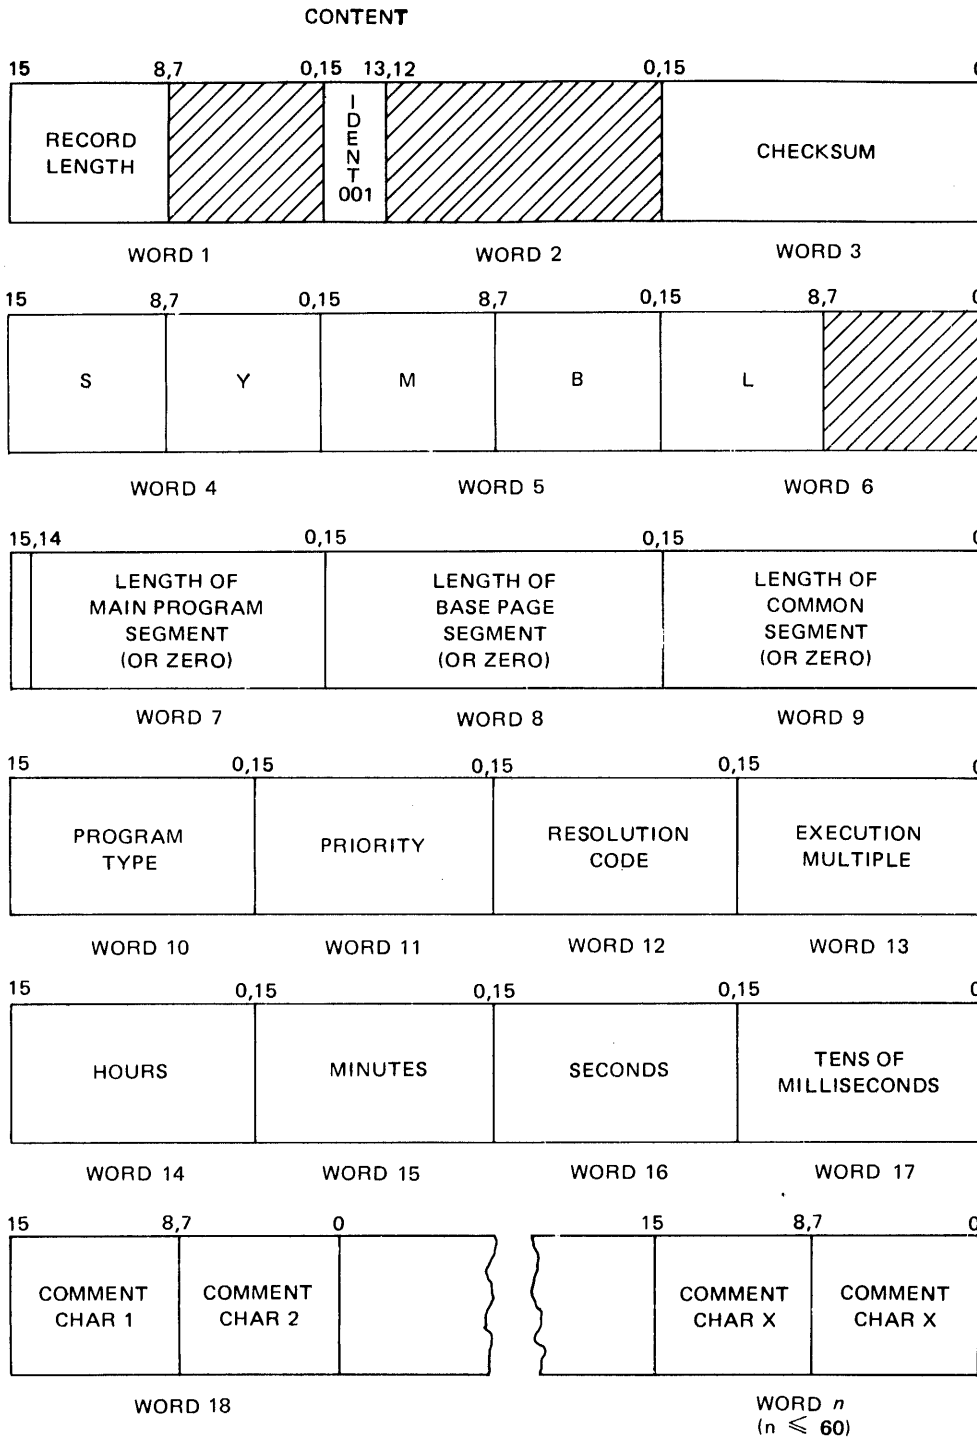 CONTENT
15 8,7 0,15 13,12 0,15 0
RECORD LENGTH
IDENT 001
CHECKSUM
WORD 1 WORD 2 WORD 3
15 8,7 0,15 8,7 0,15 8,7 0
S Y M B L
WORD 4 WORD 5 WORD 6
15,14 0,15 0,15 0
LENGTH OF MAIN PROGRAM SEGMENT (OR ZERO)
LENGTH OF BASE PAGE SEGMENT (OR ZERO)
LENGTH OF COMMON SEGMENT (OR ZERO)
WORD 7 WORD 8 WORD 9
15 0,15 0,15 0,15 0
PROGRAM TYPE
PRIORITY
RESOLUTION CODE
EXECUTION MULTIPLE
WORD 10 WORD 11 WORD 12 WORD 13
15 0,15 0,15 0,15 0
HOURS
MINUTES
SECONDS
TENS OF MILLISECONDS
WORD 14 WORD 15 WORD 16 WORD 17
15 8,7 0 15 8,7 0
COMMENT CHAR 1
COMMENT CHAR 2
COMMENT CHAR X
COMMENT CHAR X
WORD 18 WORD n
(n ⩽ 60)